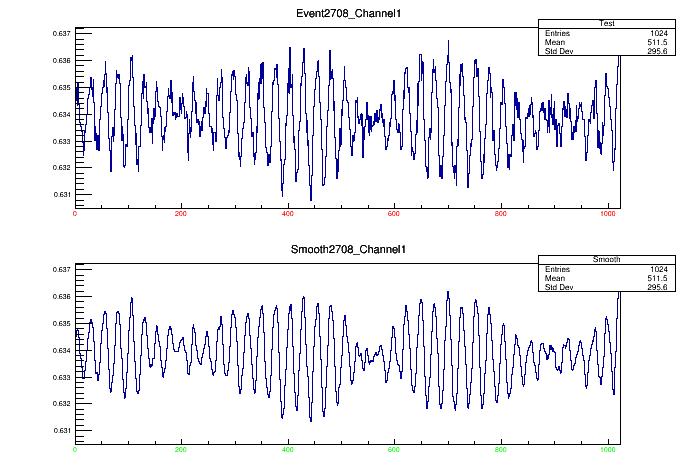 Event2708_Channel1
Test
Entries 1024
Mean 511.5
Std Dev 295.6
0.637
0.636
0.635
0.634
0.633
0.632
0.631
0 200 400 600 800 1000
Smooth2708_Channel1
Smooth
Entries 1024
Mean 511.5
Std Dev 295.6
0.637
0.636
0.635
0.634
0.633
0.632
0.631
0 200 400 600 800 1000